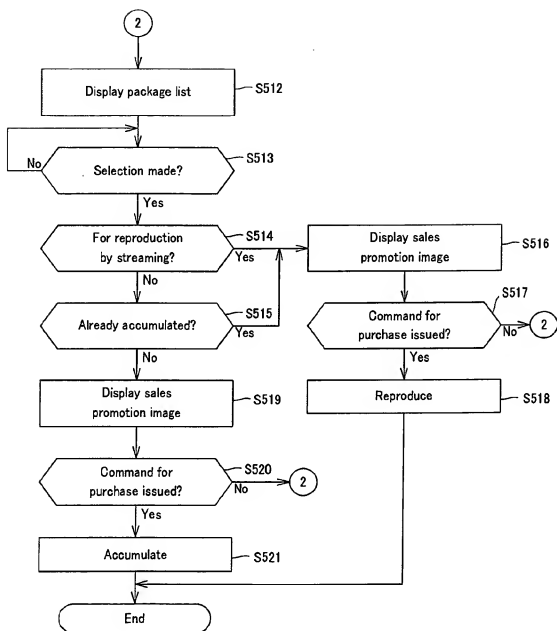 2
Display package list
S512
No
Selection made?
S513
Yes
For reproduction
by streaming?
S514
Yes
No
Display sales
promotion image
S516
Already accumulated?
S515
Yes
No
Command for
purchase issued?
S517
No
2
Yes
Display sales
promotion image
S519
Reproduce
S518
Command for
purchase issued?
S520
No
2
Yes
Accumulate
S521
End